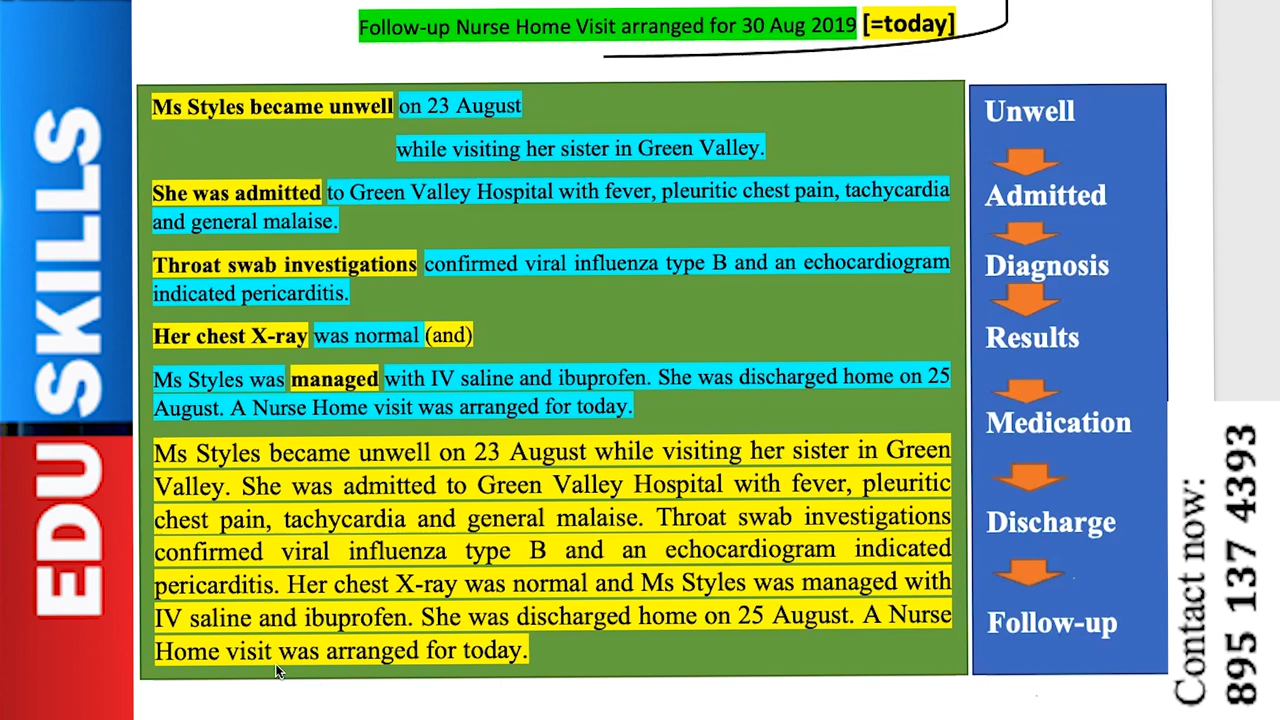 Follow-up Nurse Home Visit arranged for 30 Aug 2019 [=today]
Ms Styles became unwell on 23 August
while visiting her sister in Green Valley.
She was admitted to Green Valley Hospital with fever, pleuritic chest pain, tachycardia
and general malaise.
Throat swab investigations confirmed viral influenza type B and an echocardiogram
indicated pericarditis.
Her chest X-ray was normal (and)
Ms Styles was managed with IV saline and ibuprofen. She was discharged home on 25
August. A Nurse Home visit was arranged for today.
Ms Styles became unwell on 23 August while visiting her sister in Green
Valley. She was admitted to Green Valley Hospital with fever, pleuritic
chest pain, tachycardia and general malaise. Throat swab investigations
confirmed viral influenza type B and an echocardiogram indicated
pericarditis. Her chest X-ray was normal and Ms Styles was managed with
IV saline and ibuprofen. She was discharged home on 25 August. A Nurse
Home visit was arranged for today.
Unwell
Admitted
Diagnosis
Results
Medication
Discharge
Follow-up
EDU SKILLS
Contact now:
895 137 4393